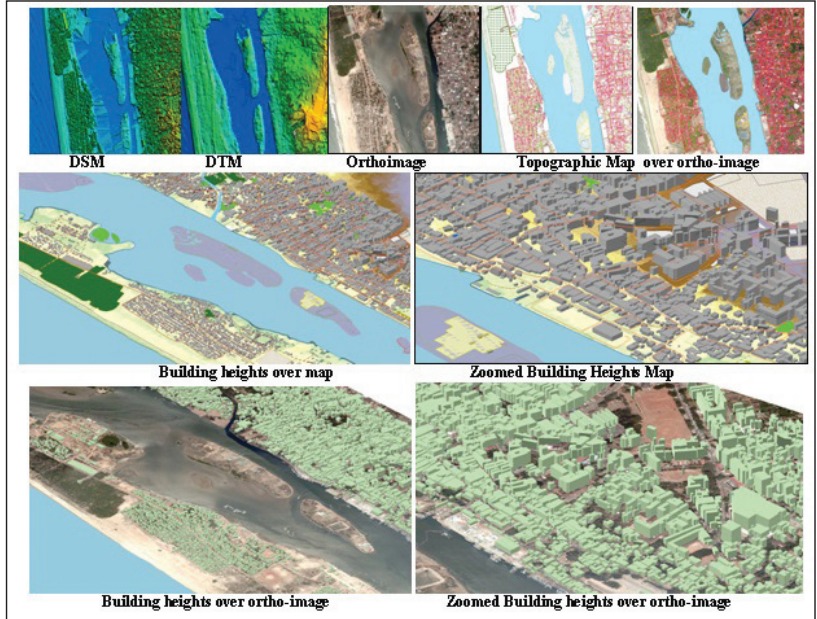 DSM DTM Orthoimage Topographic Map over ortho-image
Building heights over map Zoomed Building Heights Map
Building heights over ortho-image Zoomed Building heights over ortho-image